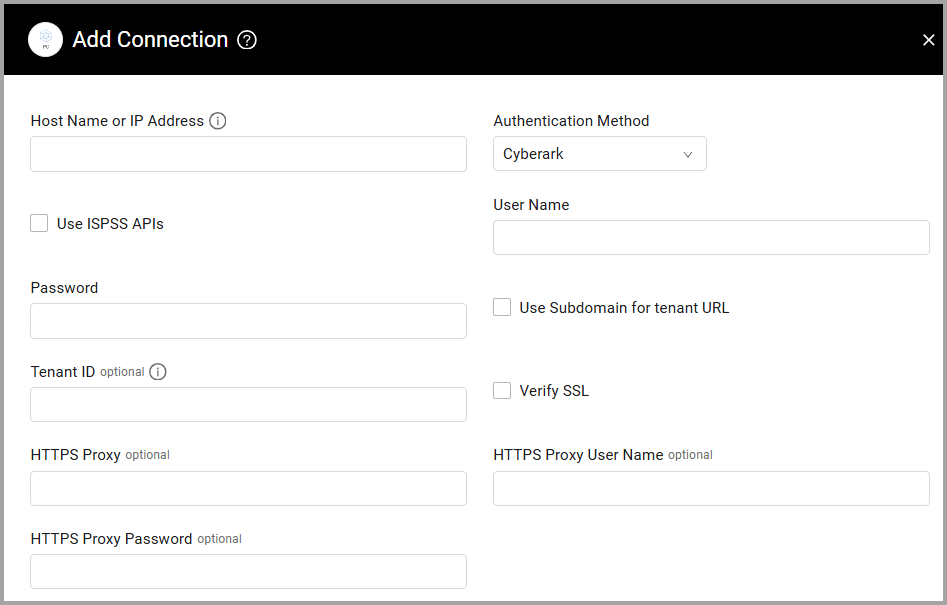 PC
Add Connection ?
Host Name or IP Address
Authentication Method
Cyberark
Use ISPSS APIs
User Name
Password
Use Subdomain for tenant URL
Tenant ID optional
Verify SSL
HTTPS Proxy optional
HTTPS Proxy User Name optional
HTTPS Proxy Password optional